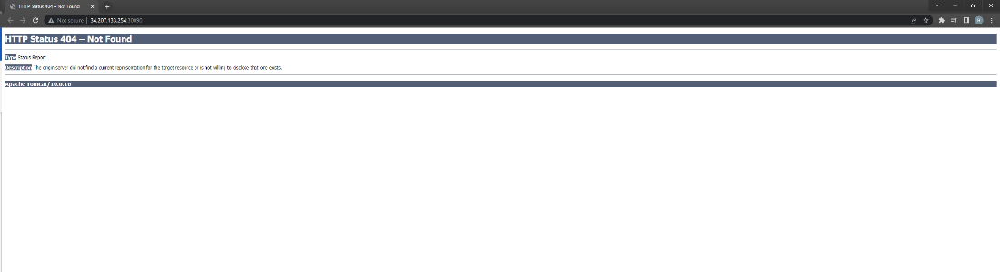 HTTP Status 404 – Not Found
Not secure | 34.207.133.254:30090
HTTP Status 404 – Not Found
Type Status Report
Description The origin server did not find a current representation for the target resource or is not willing to disclose that one exists.
Apache Tomcat/10.0.16